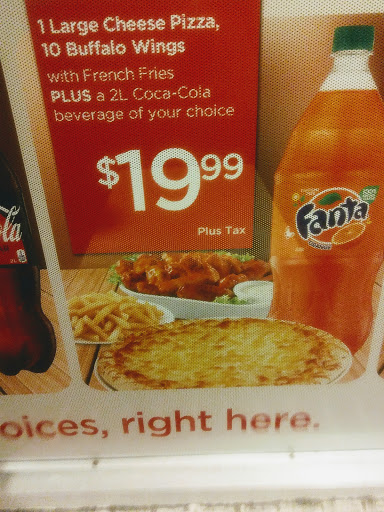 1 Large Cheese Pizza,
10 Buffalo Wings
with French Fries
PLUS a 2L Coca-Cola
beverage of your choice
$19.99
Plus Tax
Fanta
la
oices, right here.